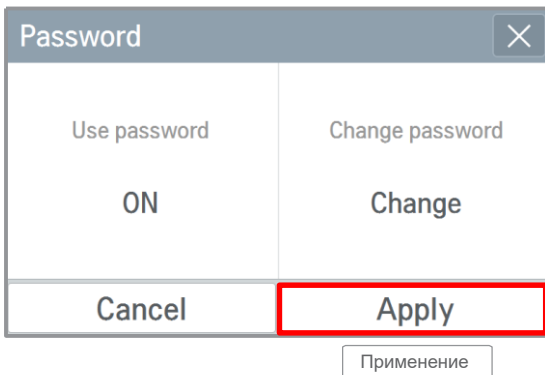 Password
Use password
Change password
ON
Change
Cancel
Apply
Применение